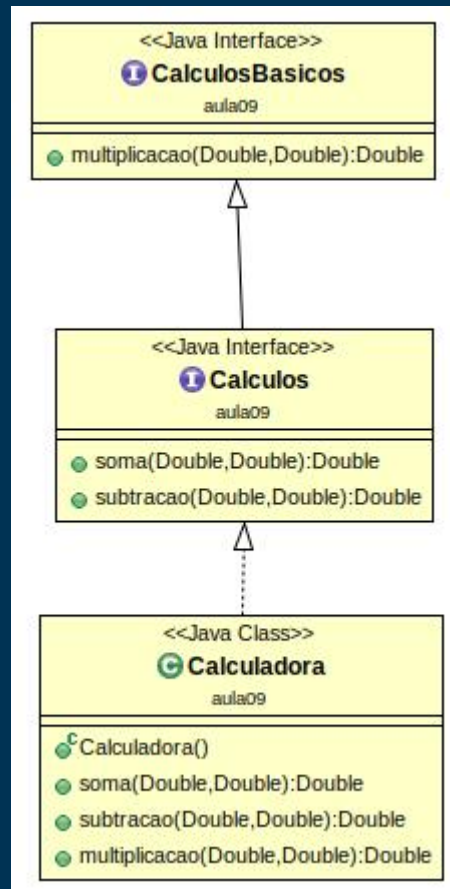 <<Java Interface>>
I CalculosBasicos
aula09
multiplicacao(Double,Double):Double
<<Java Interface>>
I Calculos
aula09
soma(Double,Double):Double
subtracao(Double,Double):Double
<<Java Class>>
C Calculadora
aula09
C Calculadora()
soma(Double,Double):Double
subtracao(Double,Double):Double
multiplicacao(Double,Double):Double